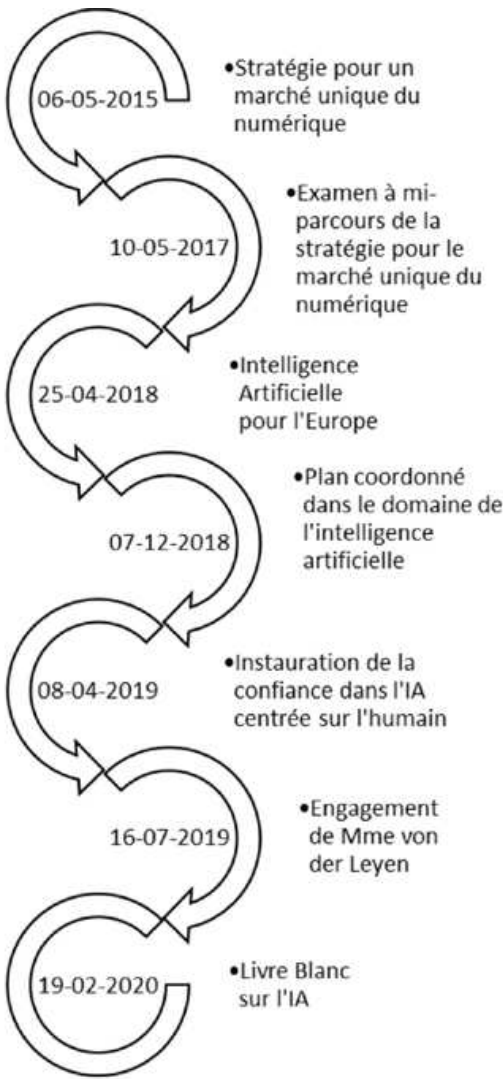 06-05-2015
•Stratégie pour un
marché unique du
numérique
10-05-2017
•Examen à mi-
parcours de la
stratégie pour le
marché unique du
numérique
25-04-2018
•Intelligence
Artificielle
pour l'Europe
07-12-2018
•Plan coordonné
dans le domaine de
l'intelligence
artificielle
08-04-2019
•Instauration de la
confiance dans l'IA
centrée sur l'humain
16-07-2019
•Engagement
de Mme von
der Leyen
19-02-2020
•Livre Blanc
sur l'IA